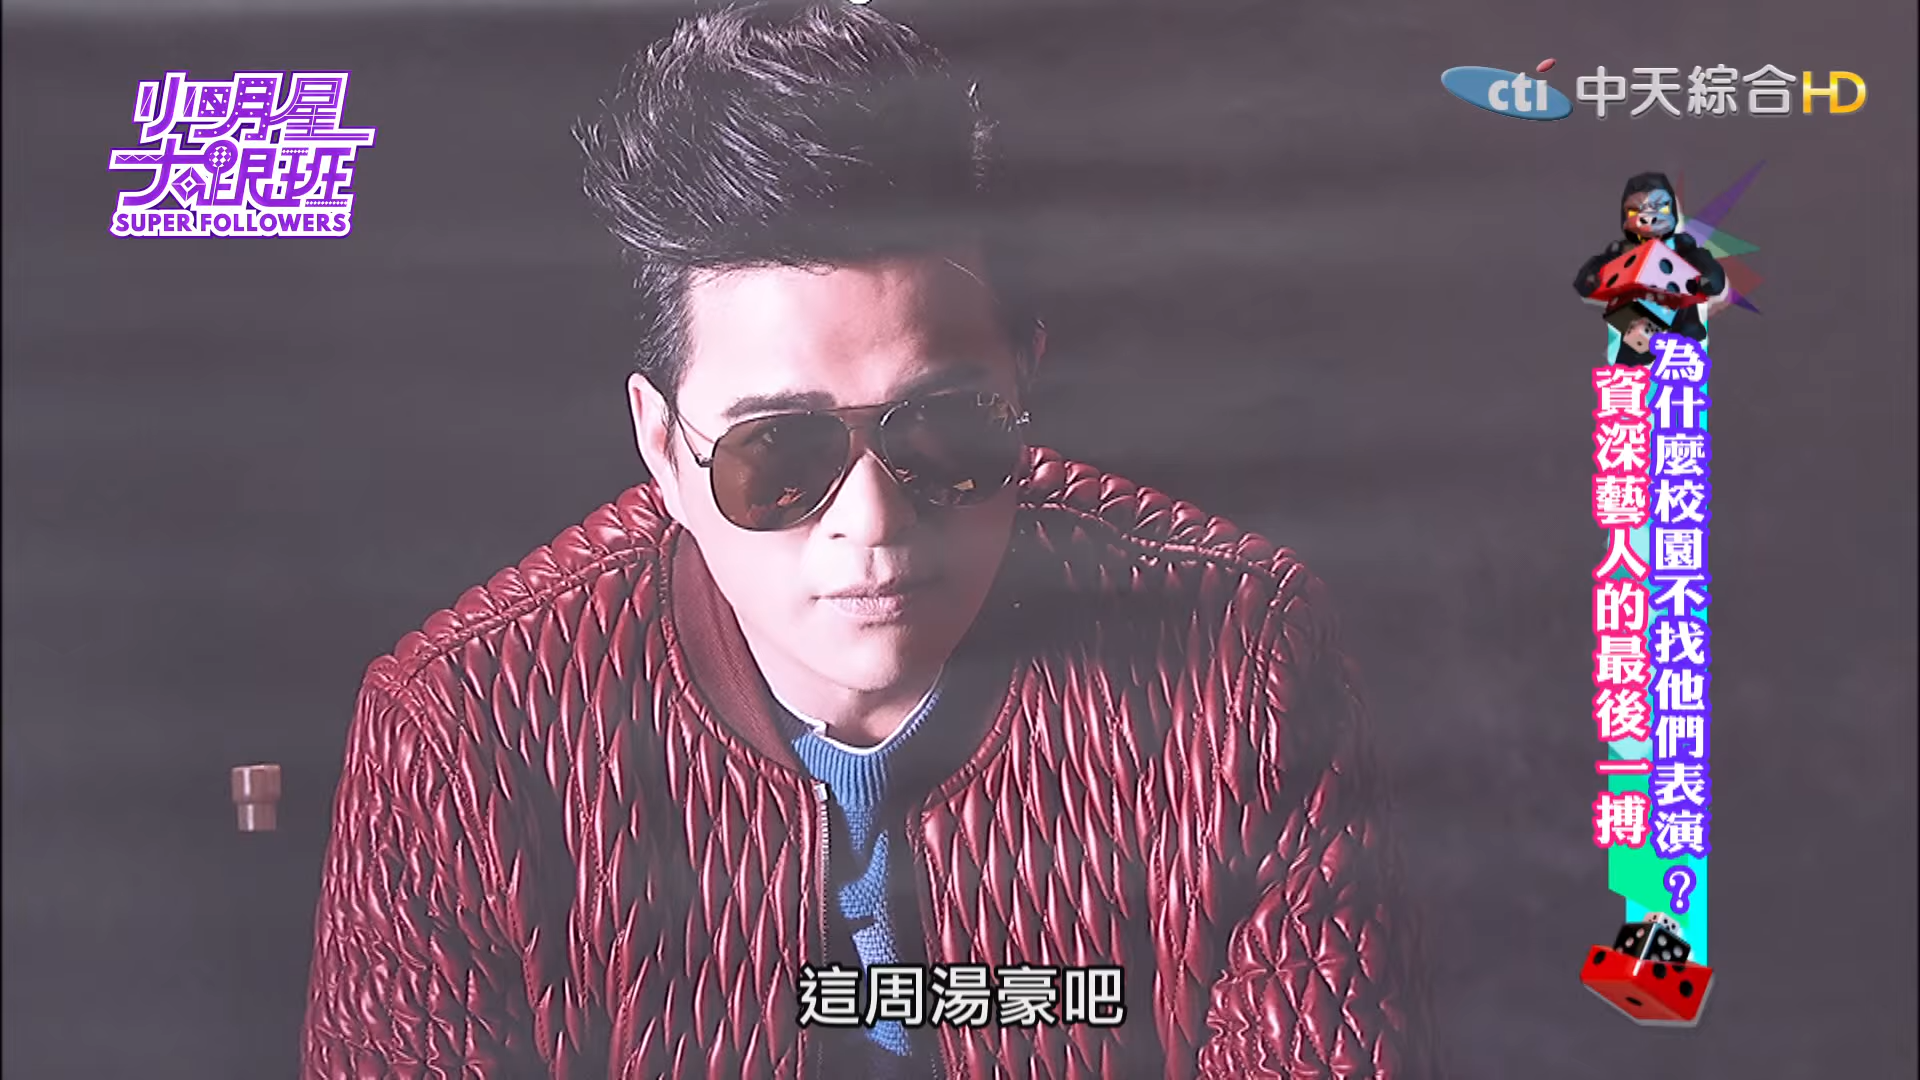 小明星
大跟班
SUPER FOLLOWERS
cti 中天綜合HD
為什麼校園不找他們表演？
資深藝人的最後一搏
這周湯豪吧